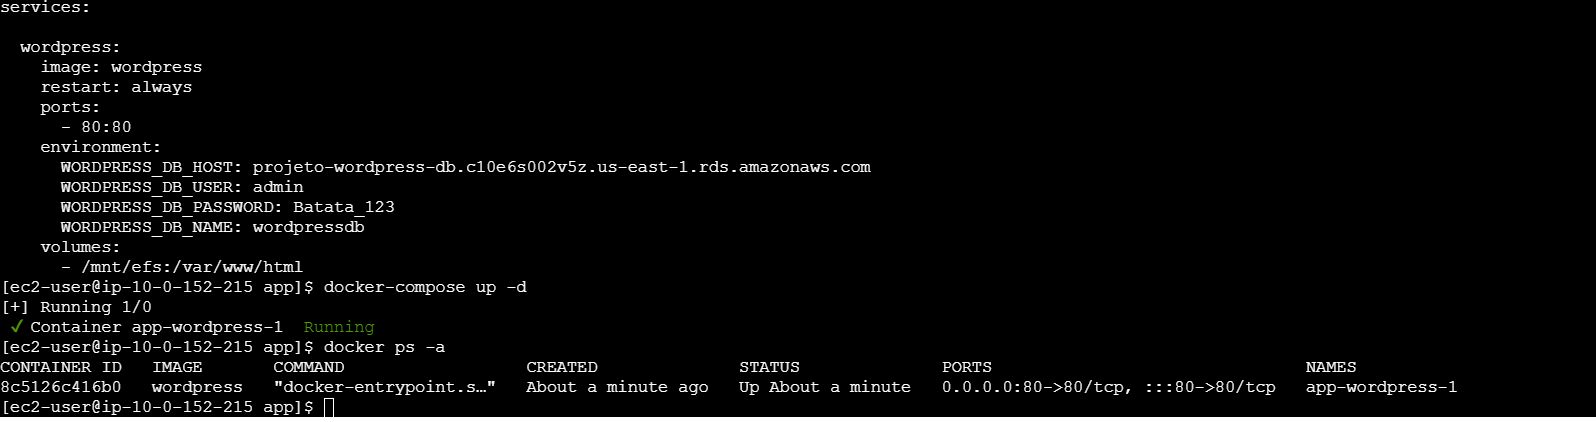 services:
  wordpress:
    image: wordpress
    restart: always
    ports:
      - 80:80
    environment:
      WORDPRESS_DB_HOST: projeto-wordpress-db.c10e6s002v5z.us-east-1.rds.amazonaws.com
      WORDPRESS_DB_USER: admin
      WORDPRESS_DB_PASSWORD: Batata_123
      WORDPRESS_DB_NAME: wordpressdb
    volumes:
      - /mnt/efs:/var/www/html
[ec2-user@ip-10-0-152-215 app]$ docker-compose up -d
[+] Running 1/0
 ✓ Container app-wordpress-1  Running
[ec2-user@ip-10-0-152-215 app]$ docker ps -a
CONTAINER ID   IMAGE       COMMAND                  CREATED              STATUS              PORTS                               NAMES
8c5126c416b0   wordpress   "docker-entrypoint.s…"   About a minute ago   Up About a minute   0.0.0.0:80->80/tcp, :::80->80/tcp   app-wordpress-1
[ec2-user@ip-10-0-152-215 app]$